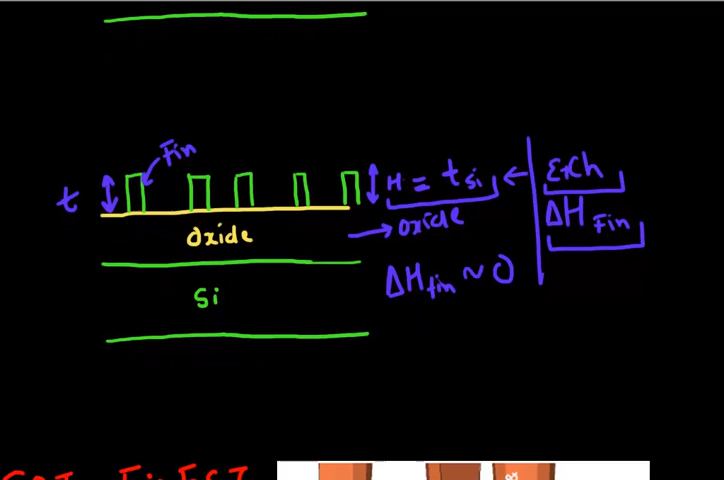 Fin
t
H = tsi ← Etch
ΔH Fin
→ oxide
Oxide
ΔHfin ~ 0
Si